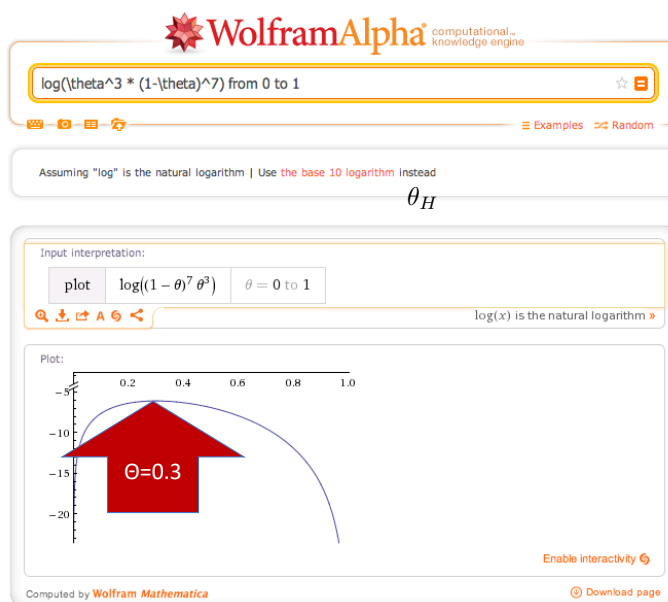 WolframAlpha computational... knowledge engine
log(\theta^3 * (1-\theta)^7) from 0 to 1
Examples Random
Assuming "log" is the natural logarithm | Use the base 10 logarithm instead
θ_H
Input interpretation:
plot log((1 − θ)^7 θ^3) θ = 0 to 1
A
log(x) is the natural logarithm »
Plot:
0.2 0.4 0.6 0.8 1.0
−5
−10
−15
Θ=0.3
−20
Enable interactivity
Computed by Wolfram Mathematica
Download page